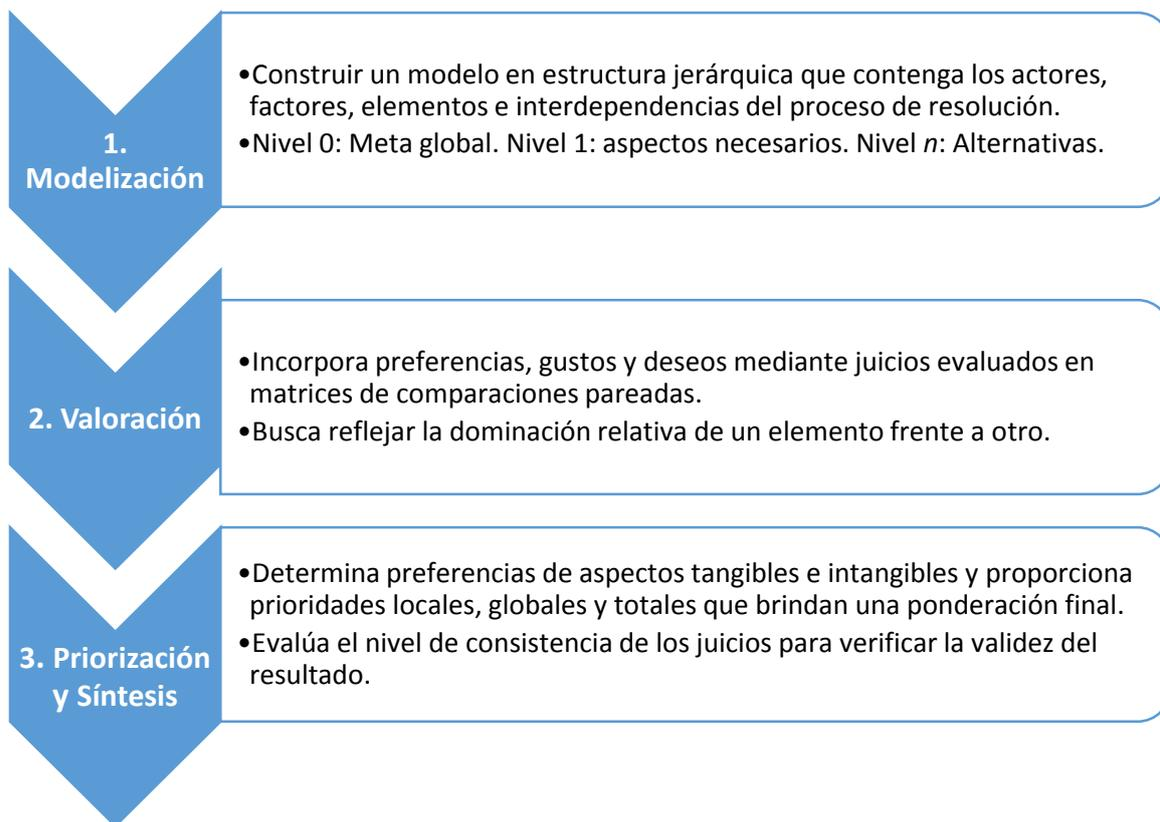 1.
Modelización
•Construir un modelo en estructura jerárquica que contenga los actores,
factores, elementos e interdependencias del proceso de resolución.
•Nivel 0: Meta global. Nivel 1: aspectos necesarios. Nivel n: Alternativas.
2. Valoración
•Incorpora preferencias, gustos y deseos mediante juicios evaluados en
matrices de comparaciones pareadas.
•Busca reflejar la dominación relativa de un elemento frente a otro.
3. Priorización
y Síntesis
•Determina preferencias de aspectos tangibles e intangibles y proporciona
prioridades locales, globales y totales que brindan una ponderación final.
•Evalúa el nivel de consistencia de los juicios para verificar la validez del
resultado.